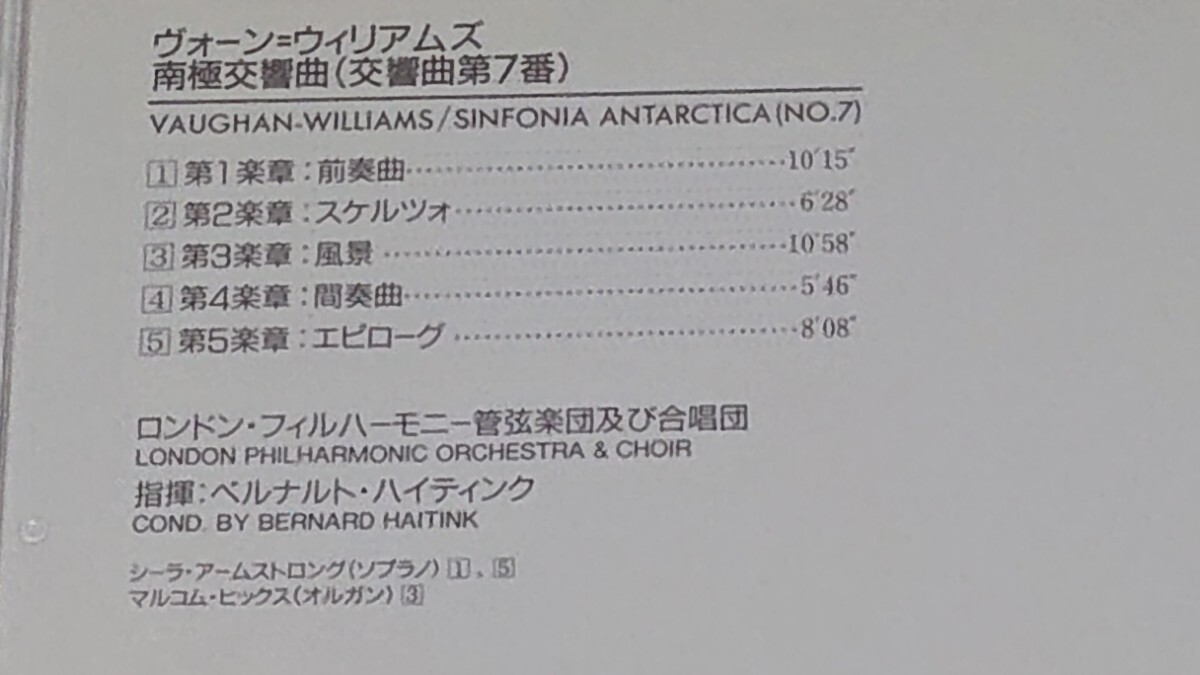 ヴォーン=ウィリアムズ
南極交響曲(交響曲第7番)
VAUGHAN-WILLIAMS/SINFONIA ANTARCTICA(NO.7)
1 第1楽章:前奏曲……………………………10′15″
2 第2楽章:スケルツォ……………………………6′28″
3 第3楽章:風景……………………………10′58″
4 第4楽章:間奏曲……………………………5′46″
5 第5楽章:エピローグ……………………………8′08″
ロンドン・フィルハーモニー管弦楽団及び合唱団
LONDON PHILHARMONIC ORCHESTRA & CHOIR
指揮:ベルナルト・ハイティンク
COND. BY BERNARD HAITINK
シーラ・アームストロング(ソプラノ) 1、5
マルコム・ヒックス(オルガン) 3